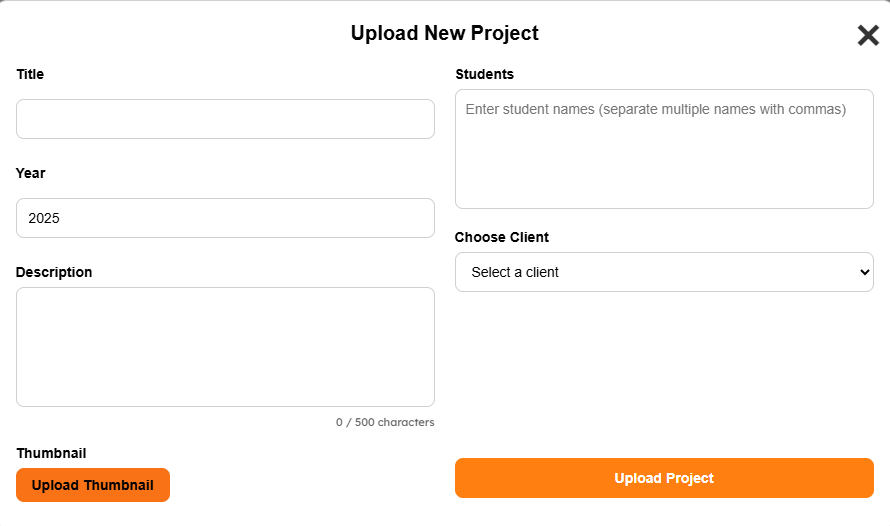 Upload New Project
Title
Year
2025
Description
0 / 500 characters
Thumbnail
Upload Thumbnail
Students
Enter student names (separate multiple names with commas)
Choose Client
Select a client
Upload Project